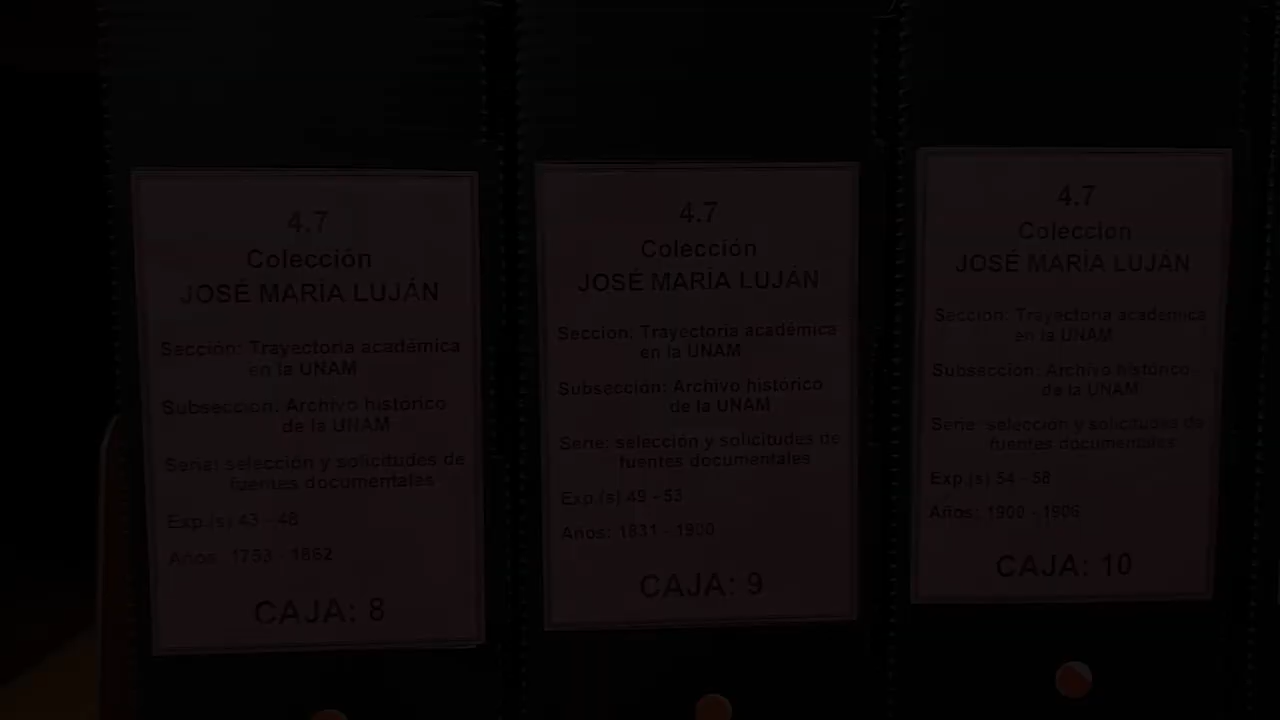 4.7
Colección
JOSÉ MARÍA LUJÁN
Sección: Trayectoria académica
en la UNAM
Subsección: Archivo histórico
de la UNAM
Serie: selección y solicitudes de
fuentes documentales
Exp.(s) 43 - 48
Años: 1753 - 1862
CAJA: 8
4.7
Colección
JOSÉ MARÍA LUJÁN
Sección: Trayectoria académica
en la UNAM
Subsección: Archivo histórico
de la UNAM
Serie: selección y solicitudes de
fuentes documentales
Exp.(s) 49 - 53
Años: 1831 - 1900
CAJA: 9
4.7
Colección
JOSÉ MARÍA LUJÁN
Sección: Trayectoria académica
en la UNAM
Subsección: Archivo histórico
de la UNAM
Serie: selección y solicitudes de
fuentes documentales
Exp.(s) 54 - 58
Años: 1900 - 1906
CAJA: 10